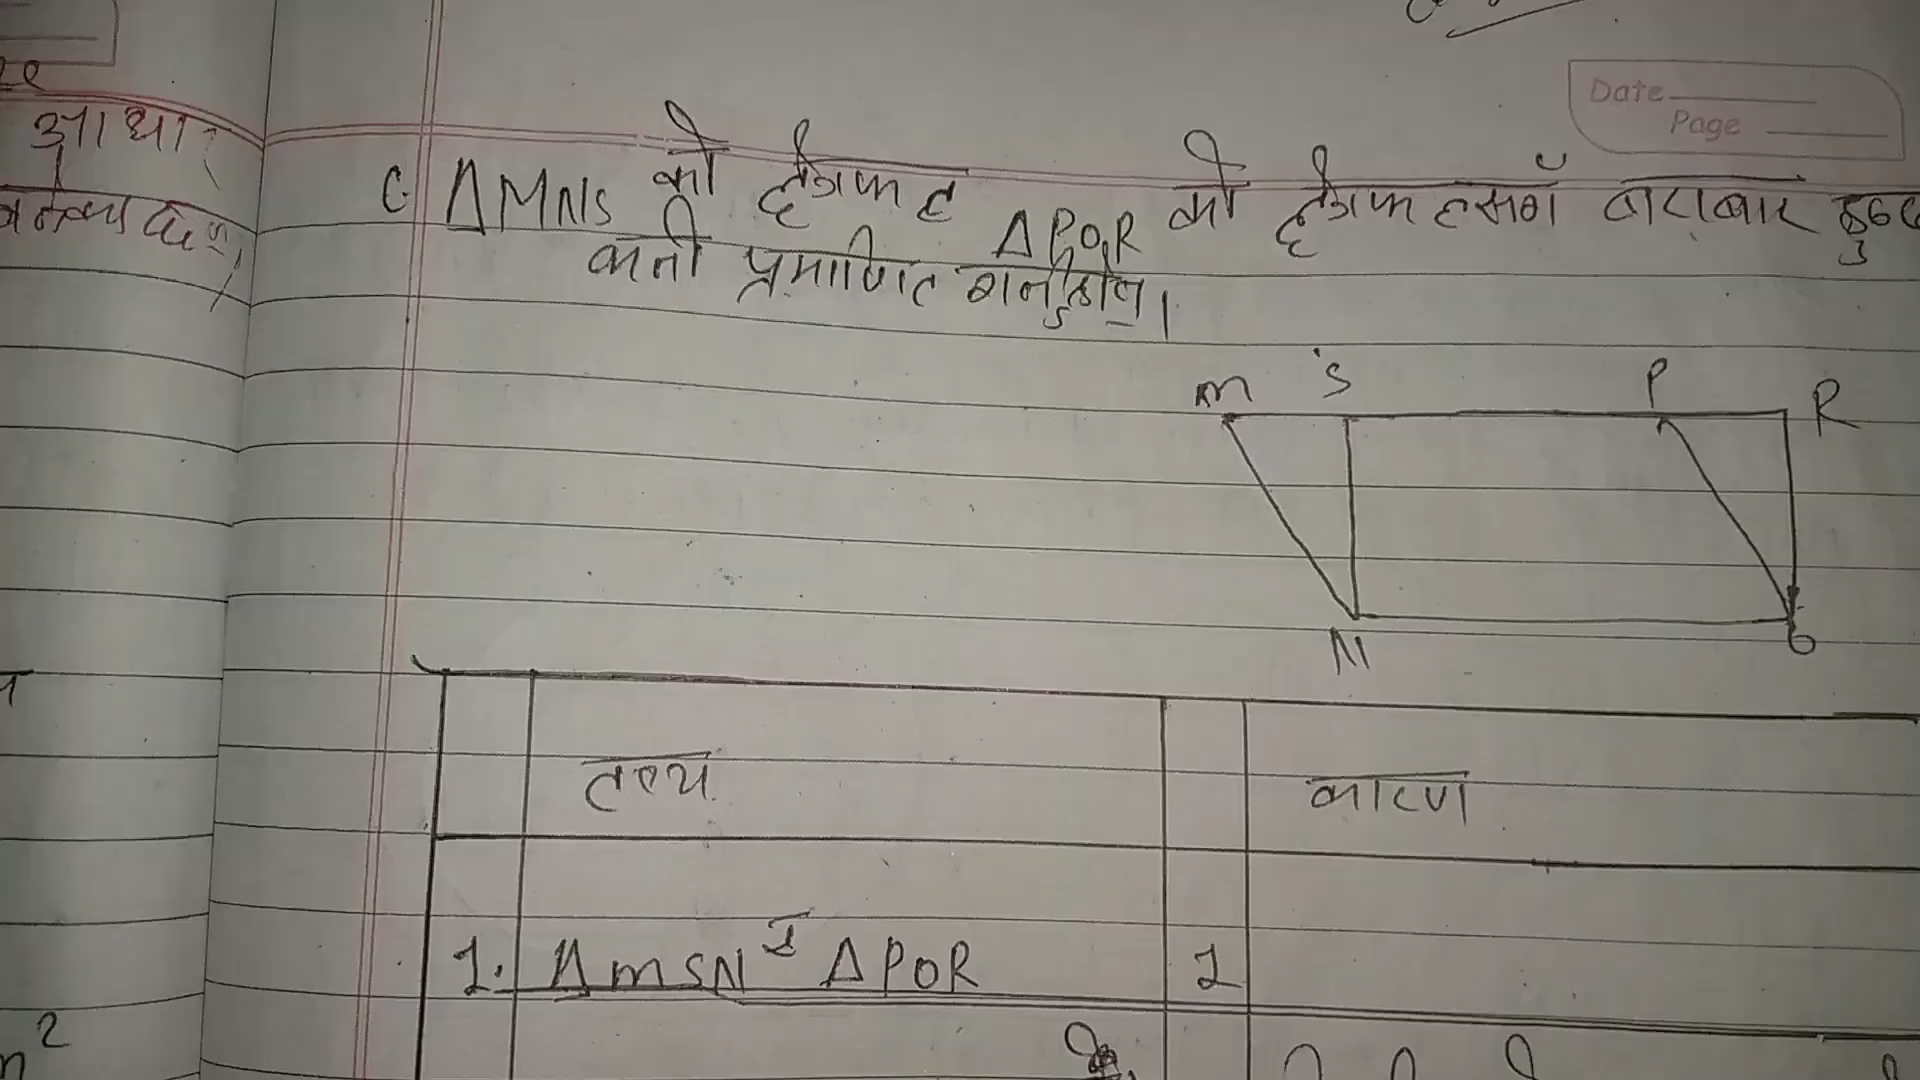 आधार
Date
Page
C. ΔMNS को क्षेत्रफल ΔPQR को क्षेत्रफलसँग बराबर हुन्छ
भनी प्रमाणित गर्नुहोस्।
M S P R
N Q
तथ्य कारण
1. ΔMSN र ΔPQR 1